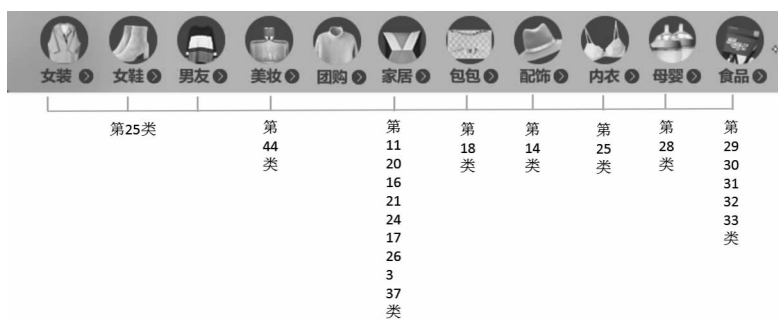 女装 女鞋 男友 美妆 团购 家居 包包 配饰 内衣 母婴 食品
第25类
第
44
类
第
11
20
16
21
24
17
26
3
37
类
第
18
类
第
14
类
第
25
类
第
28
类
第
29
30
31
32
33
类